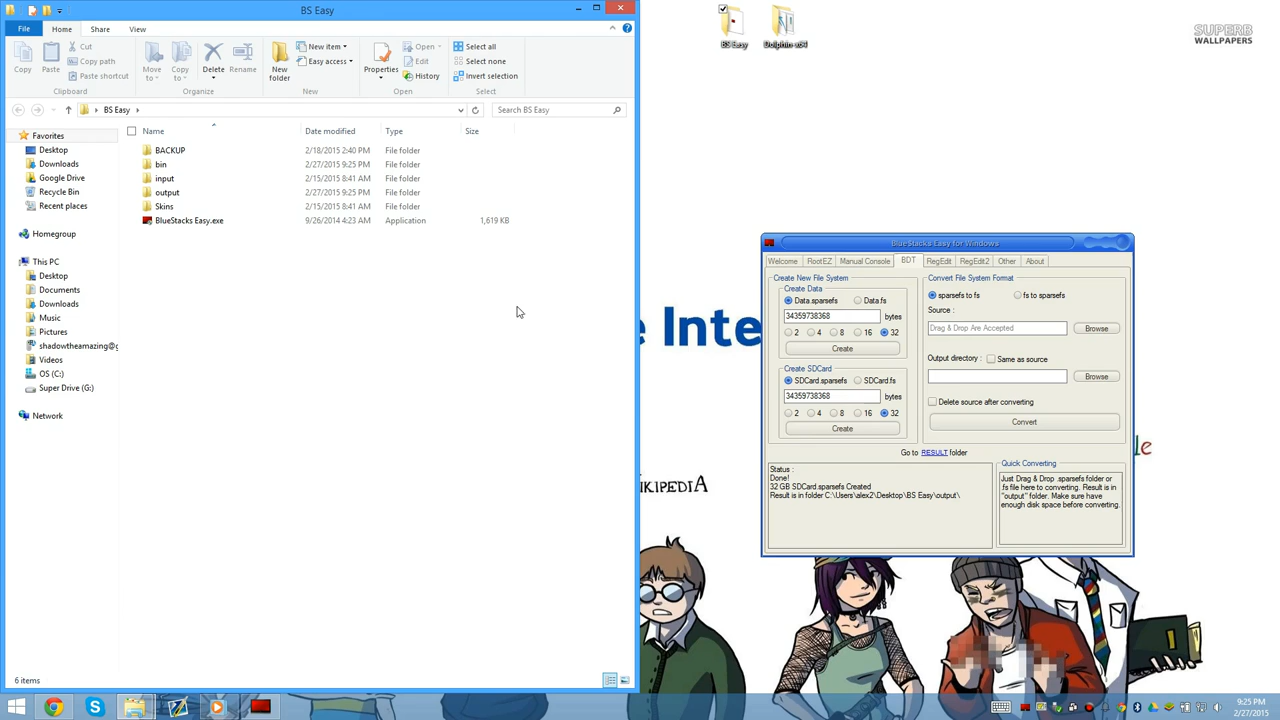 BS Easy
File Home Share View
Copy Paste Cut Copy path Paste shortcut
Move to Copy to Delete Rename
New folder New item Easy access
Properties Open Edit History
Select all Select none Invert selection
Clipboard Organize New Open Select
BS Easy Search BS Easy
Name Date modified Type Size
BACKUP 2/18/2015 2:40 PM File folder
bin 2/27/2015 9:25 PM File folder
input 2/15/2015 8:41 AM File folder
output 2/27/2015 9:25 PM File folder
Skins 2/15/2015 8:41 AM File folder
BlueStacks Easy.exe 9/26/2014 4:23 AM Application 1,619 KB
Favorites
Desktop
Downloads
Google Drive
Recycle Bin
Recent places
Homegroup
This PC
Desktop
Documents
Downloads
Music
Pictures
shadowtheamazing@g
Videos
OS (C:)
Super Drive (G:)
Network
6 items
BS Easy Dolphin-x64
SUPERB
WALLPAPERS
e Inte
le
IKIPEDIA
BlueStacks Easy for Windows
Welcome RootEZ Manual Console BDT RegEdit RegEdit2 Other About
Create New File System
Create Data
Data.sparsefs Data.fs
34359738368 bytes
2 4 8 16 32
Create
Create SDCard
SDCard.sparsefs SDCard.fs
34359738368 bytes
2 4 8 16 32
Create
Convert File System Format
sparsefs to fs fs to sparsefs
Source :
Drag & Drop Are Accepted Browse
Output directory : Same as source
Browse
Delete source after converting
Convert
Go to RESULT folder
Status :
Done!
32 GB SDCard.sparsefs Created
Result is in folder C:\Users\alex2\Desktop\BS Easy\output\
Quick Converting
Just Drag & Drop .sparsefs folder or
.fs file here to converting. Result is in
"output" folder. Make sure have
enough disk space before converting.
9:25 PM
2/27/2015